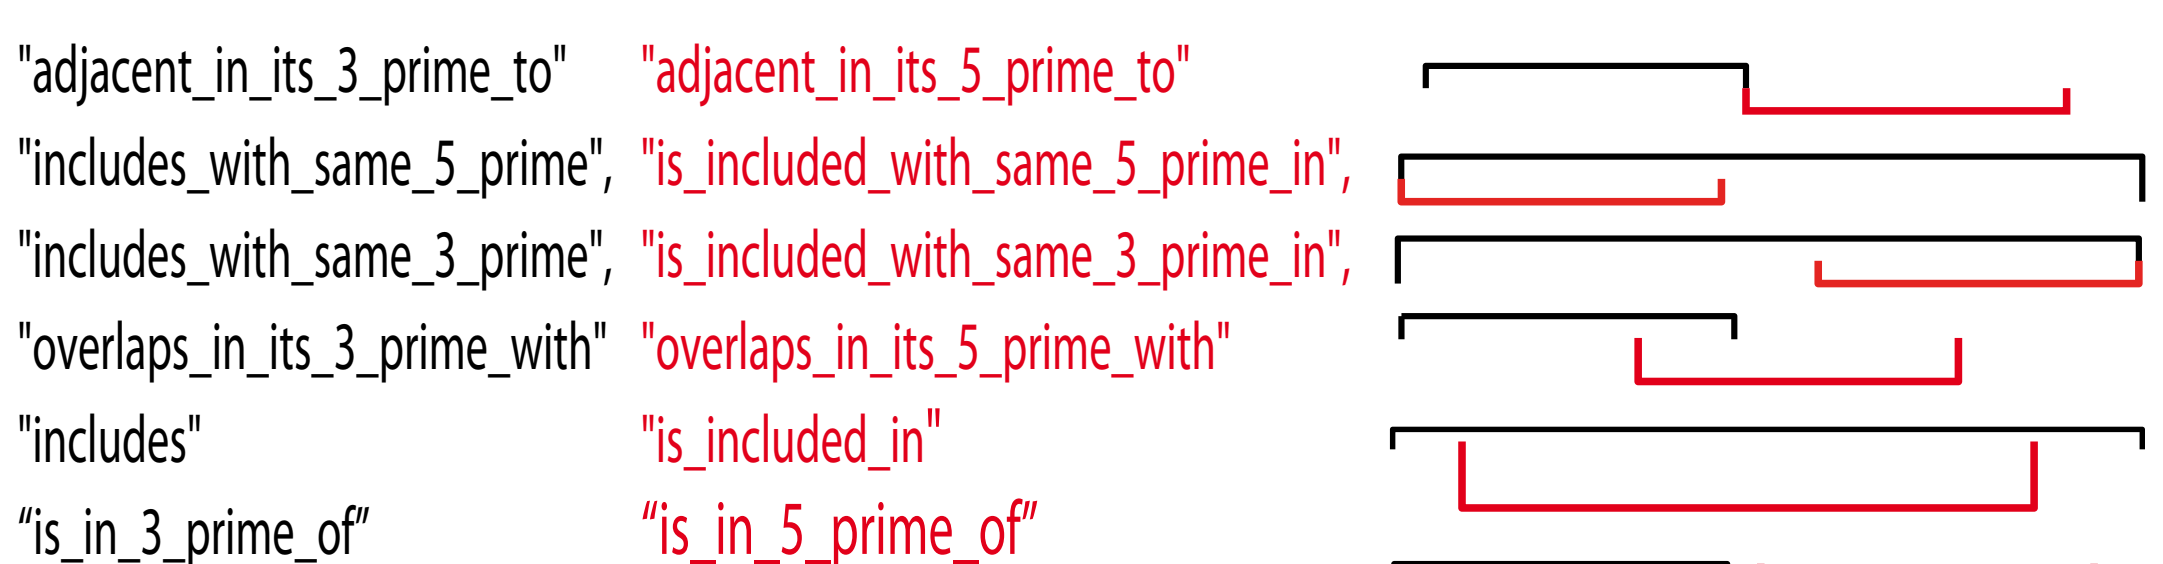 "adjacent_in_its_3_prime_to" "adjacent_in_its_5_prime_to"
"includes_with_same_5_prime", "is_included_with_same_5_prime_in",
"includes_with_same_3_prime", "is_included_with_same_3_prime_in",
"overlaps_in_its_3_prime_with" "overlaps_in_its_5_prime_with"
"includes" "is_included_in"
“is_in_3_prime_of” “is_in_5_prime_of”